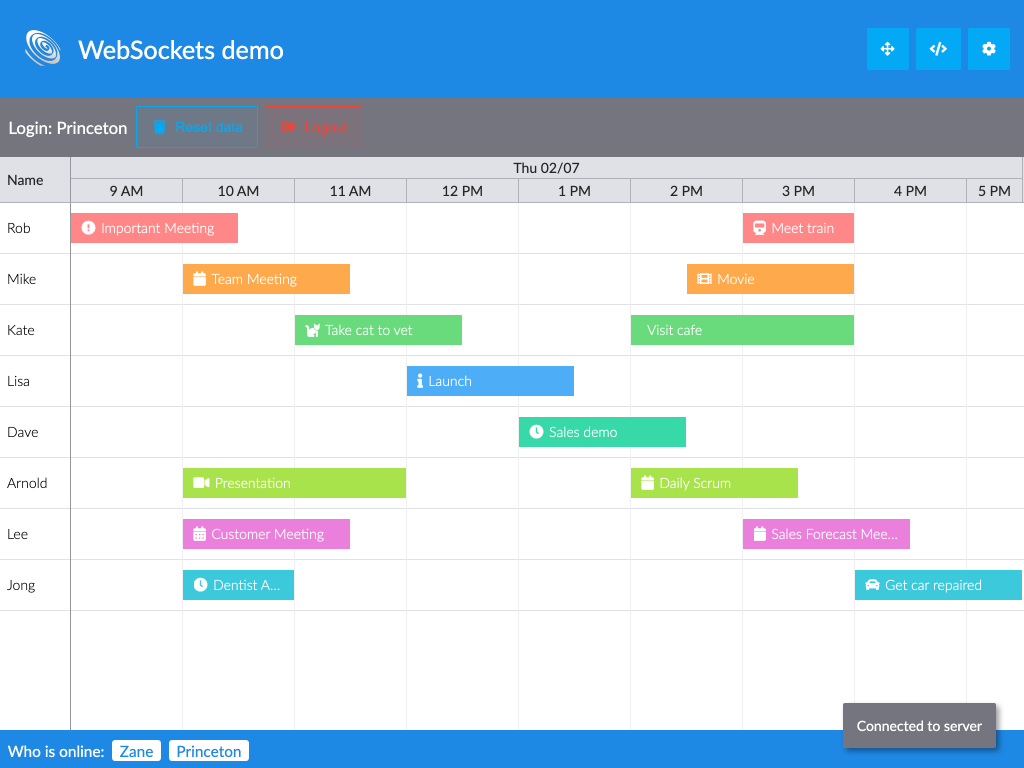 WebSockets demo
Login: Princeton Reset data Logout
Name Thu 02/07
9 AM 10 AM 11 AM 12 PM 1 PM 2 PM 3 PM 4 PM 5 PM
Rob Important Meeting Meet train
Mike Team Meeting Movie
Kate Take cat to vet Visit cafe
Lisa Launch
Dave Sales demo
Arnold Presentation Daily Scrum
Lee Customer Meeting Sales Forecast Mee...
Jong Dentist A... Get car repaired
Connected to server
Who is online: Zane Princeton